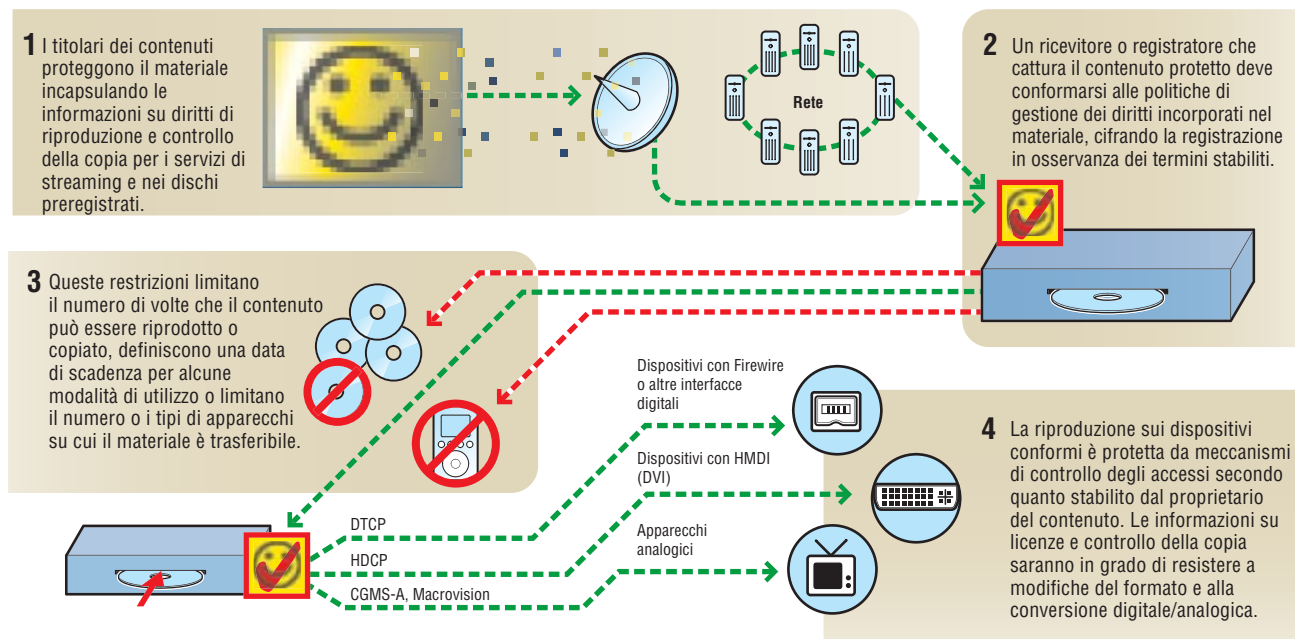 1 I titolari dei contenuti
proteggono il materiale
incapsulando le
informazioni su diritti di
riproduzione e controllo
della copia per i servizi di
streaming e nei dischi
preregistrati.
Rete
2 Un ricevitore o registratore che
cattura il contenuto protetto deve
conformarsi alle politiche di
gestione dei diritti incorporati nel
materiale, cifrando la registrazione
in osservanza dei termini stabiliti.
3 Queste restrizioni limitano
il numero di volte che il contenuto
può essere riprodotto o
copiato, definiscono una data
di scadenza per alcune
modalità di utilizzo o limitano
il numero o i tipi di apparecchi
su cui il materiale è trasferibile.
Dispositivi con Firewire
o altre interfacce
digitali
Dispositivi con HMDI
(DVI)
Apparecchi
analogici
DTCP
HDCP
CGMS-A, Macrovision
4 La riproduzione sui dispositivi
conformi è protetta da meccanismi
di controllo degli accessi secondo
quanto stabilito dal proprietario
del contenuto. Le informazioni su
licenze e controllo della copia
saranno in grado di resistere a
modifiche del formato e alla
conversione digitale/analogica.